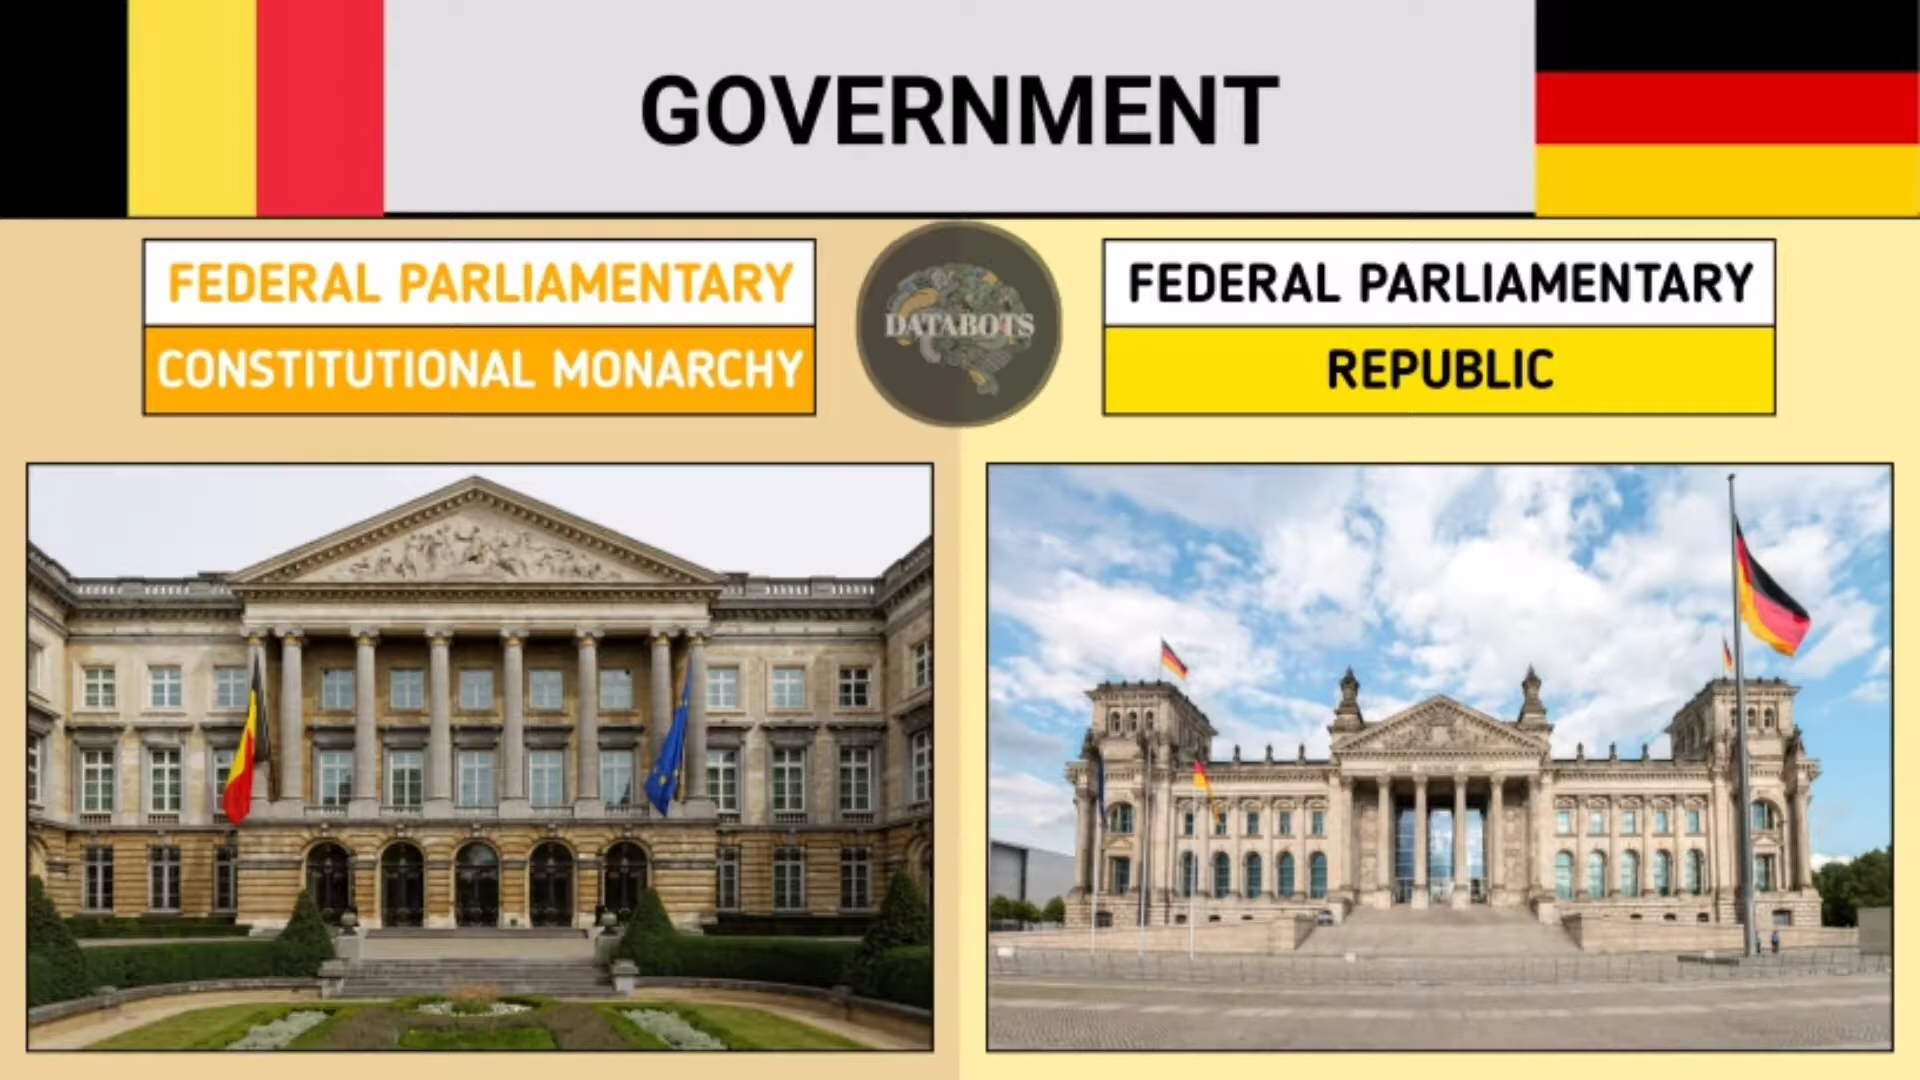 GOVERNMENT
FEDERAL PARLIAMENTARY
CONSTITUTIONAL MONARCHY
DATABOTS
FEDERAL PARLIAMENTARY
REPUBLIC